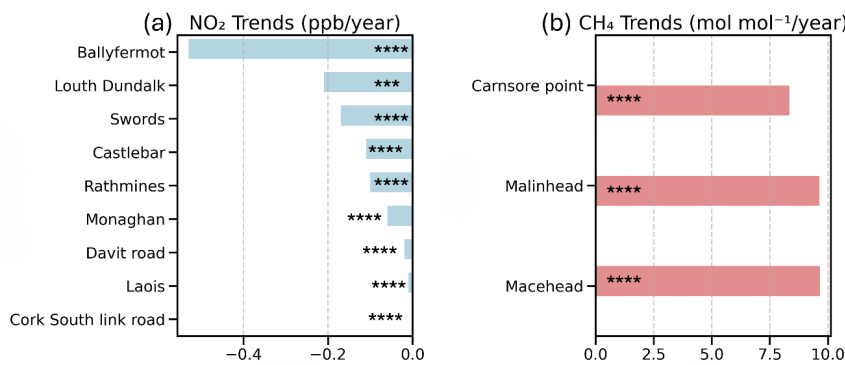 (a) NO₂ Trends (ppb/year)
Ballyfermot ****
Louth Dundalk ***
Swords ****
Castlebar ****
Rathmines ****
Monaghan ****
Davit road ****
Laois ****
Cork South link road ****
−0.4 −0.2 0.0
(b) CH₄ Trends (mol mol⁻¹/year)
Carnsore point ****
Malinhead ****
Macehead ****
0.0 2.5 5.0 7.5 10.0